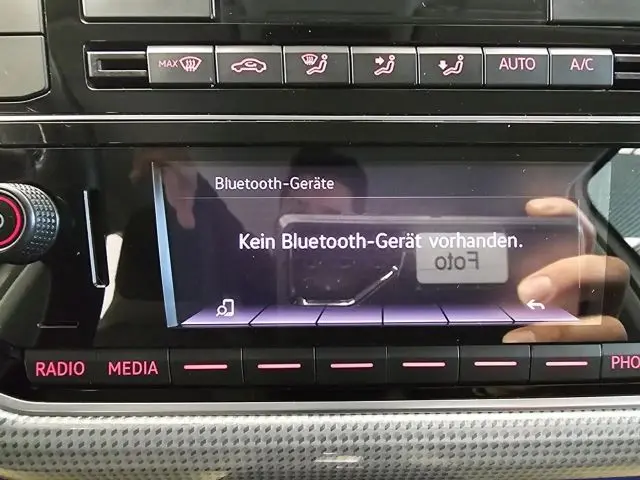 MAX
AUTO
A/C
Bluetooth-Geräte
Kein Bluetooth-Gerät vorhanden.
Foto
RADIO MEDIA PHO